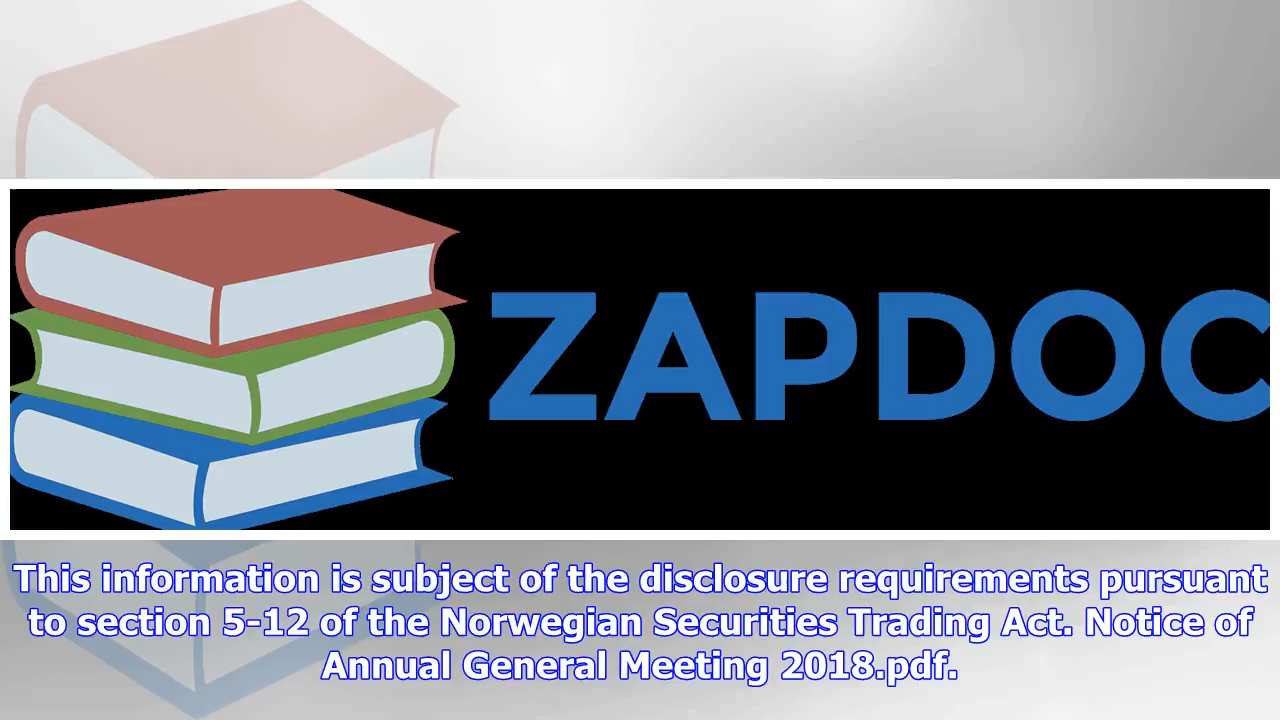 ZAPDOC
This information is subject of the disclosure requirements pursuant
to section 5-12 of the Norwegian Securities Trading Act. Notice of
Annual General Meeting 2018.pdf.